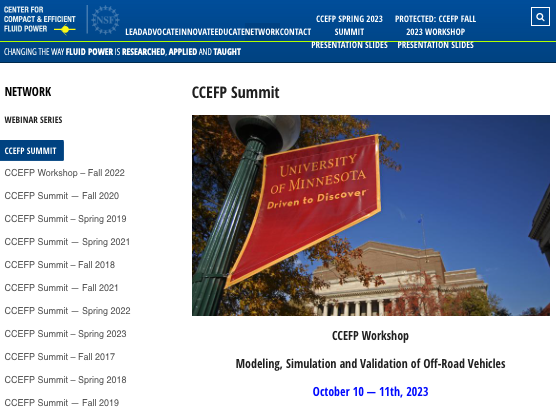 CENTER FOR
COMPACT & EFFICIENT
FLUID POWER
NSF
LEADADVOCATEINNOVATEEDUCATENETWORKCONTACT
CCEFP SPRING 2023
SUMMIT
PRESENTATION SLIDES
PROTECTED: CCEFP FALL
2023 WORKSHOP
PRESENTATION SLIDES
CHANGING THE WAY FLUID POWER IS RESEARCHED, APPLIED AND TAUGHT
NETWORK
WEBINAR SERIES
CCEFP SUMMIT
CCEFP Workshop – Fall 2022
CCEFP Summit — Fall 2020
CCEFP Summit – Spring 2019
CCEFP Summit — Spring 2021
CCEFP Summit – Fall 2018
CCEFP Summit — Fall 2021
CCEFP Summit — Spring 2022
CCEFP Summit – Spring 2023
CCEFP Summit – Fall 2017
CCEFP Summit – Spring 2018
CCEFP Summit — Fall 2019
CCEFP Summit
UNIVERSITY
OF MINNESOTA
Driven to Discover
CCEFP Workshop
Modeling, Simulation and Validation of Off-Road Vehicles
October 10 — 11th, 2023